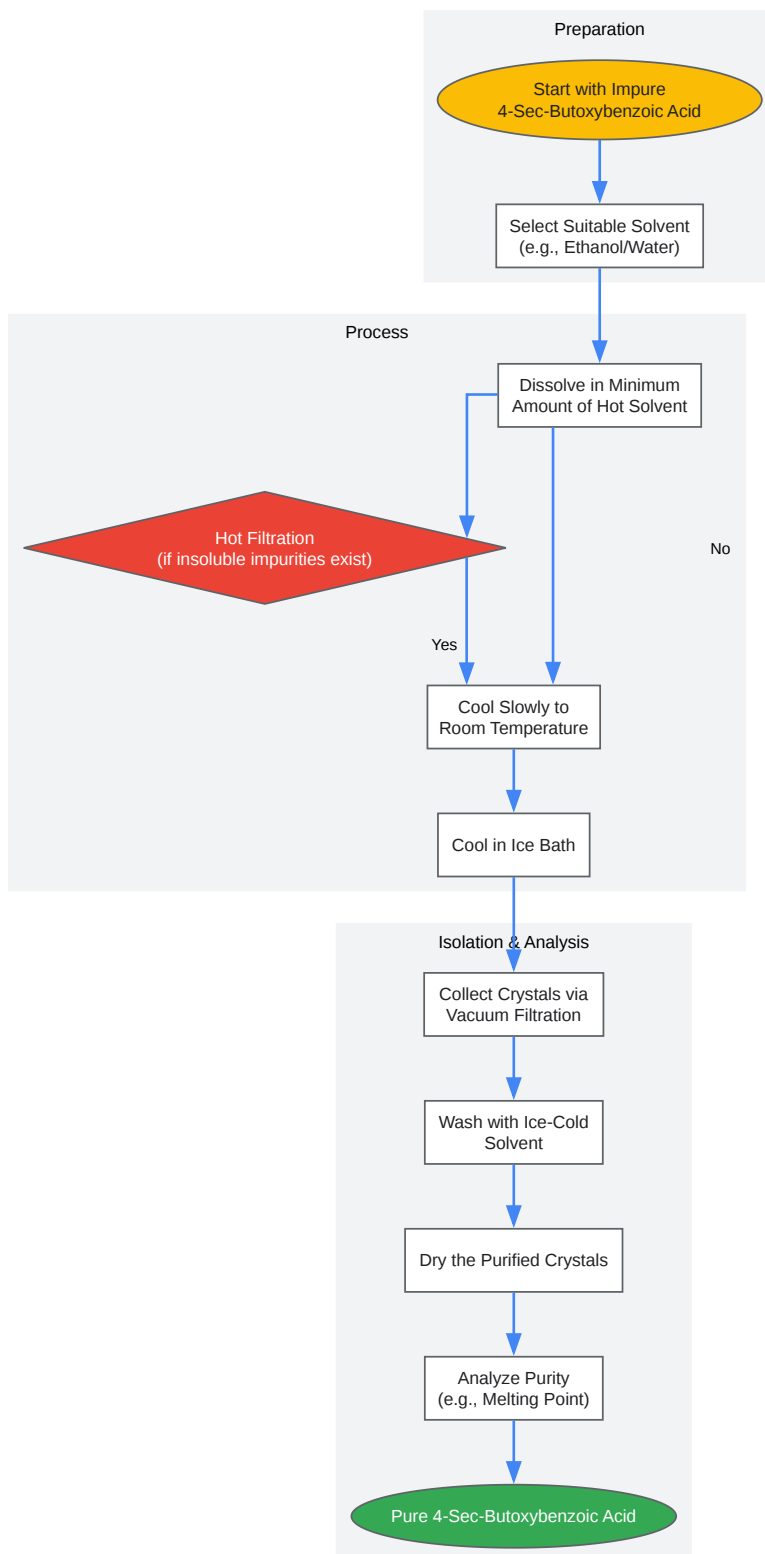 Preparation
Start with Impure
4-Sec-Butoxybenzoic Acid
Select Suitable Solvent
(e.g., Ethanol/Water)
Process
Dissolve in Minimum
Amount of Hot Solvent
Hot Filtration
(if insoluble impurities exist)
No
Yes
Cool Slowly to
Room Temperature
Cool in Ice Bath
Isolation & Analysis
Collect Crystals via
Vacuum Filtration
Wash with Ice-Cold
Solvent
Dry the Purified Crystals
Analyze Purity
(e.g., Melting Point)
Pure 4-Sec-Butoxybenzoic Acid